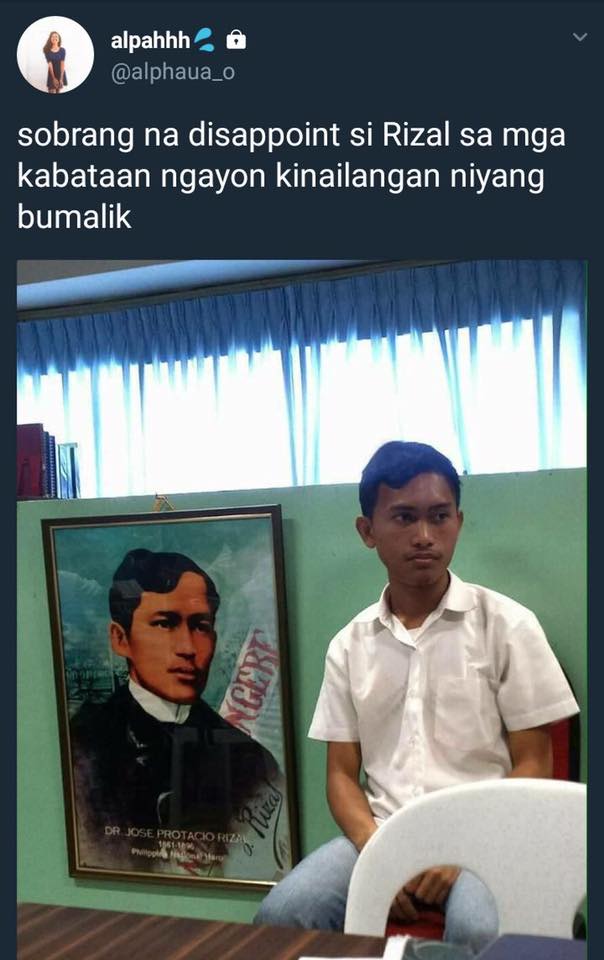 alpahhh
@alphaua_o
sobrang na disappoint si Rizal sa mga
kabataan ngayon kinailangan niyang
bumalik
NGERE
DR. JOSE PROTACIO RIZAL
1861-1896
Philippine National Hero
J. Rizal